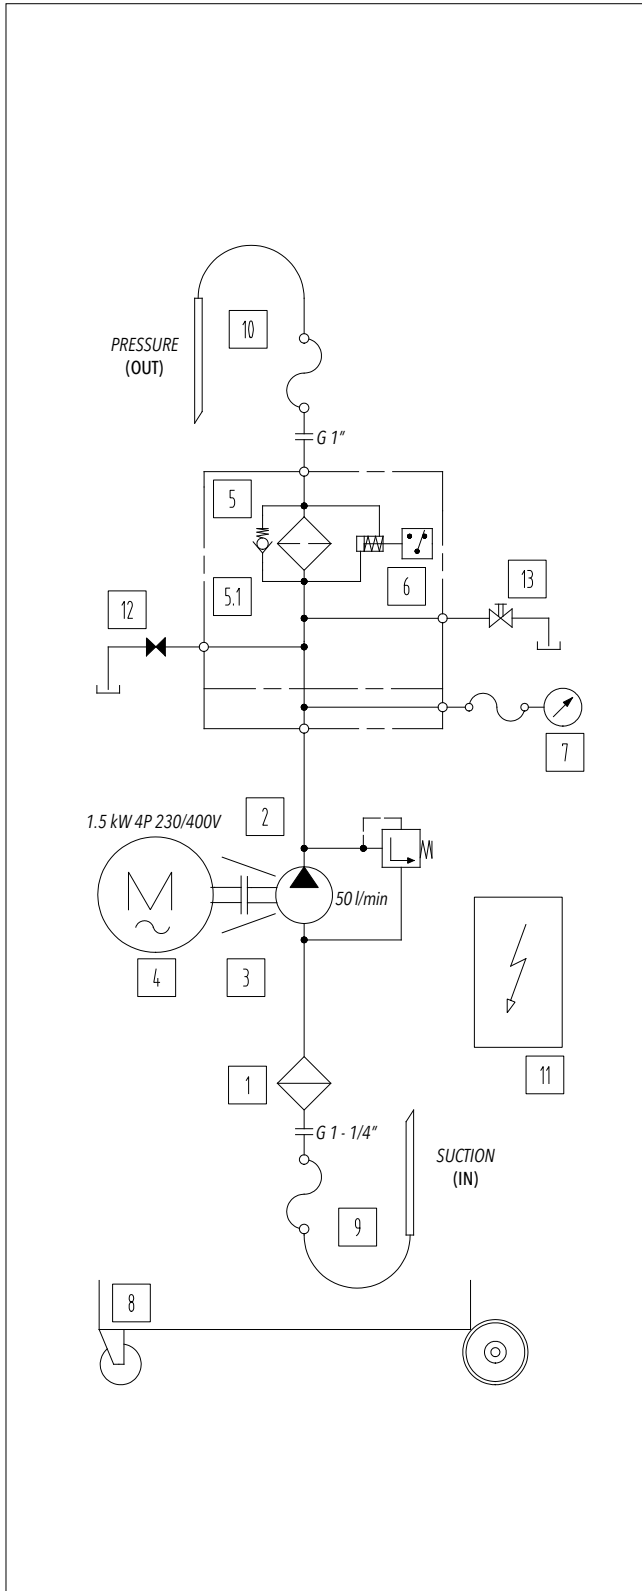 10
PRESSURE
(OUT)
G 1"
5
5.1
6
13
12
7
2
1.5 kW 4P 230/400V
M
50 l/min
4
3
11
1
G 1 - 1/4"
SUCTION
(IN)
9
8